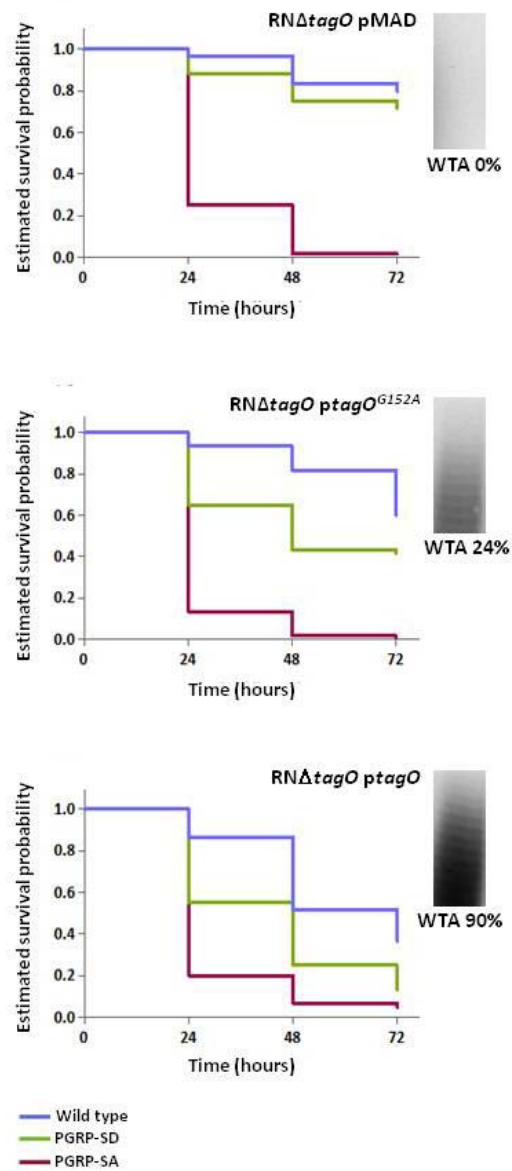 RNΔtagO pMAD
WTA 0%
Estimated survival probability
1.0
0.8
0.6
0.4
0.2
0.0
0 24 48 72
Time (hours)
RNΔtagO ptagO^G152A
WTA 24%
Estimated survival probability
1.0
0.8
0.6
0.4
0.2
0.0
0 24 48 72
Time (hours)
RNΔtagO ptagO
WTA 90%
Estimated survival probability
1.0
0.8
0.6
0.4
0.2
0.0
0 24 48 72
Time (hours)
Wild type
PGRP-SD
PGRP-SA